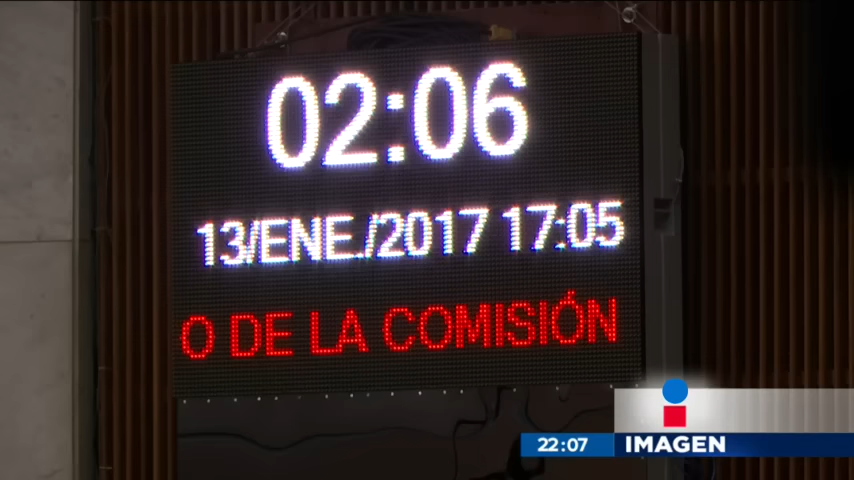 02:06
13/ENE./2017 17:05
O DE LA COMISIÓN
22:07 IMAGEN